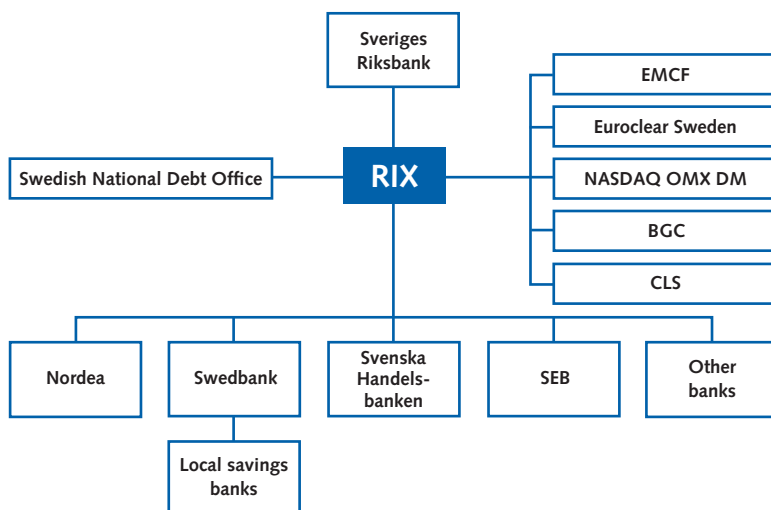 Sveriges
Riksbank
EMCF
Euroclear Sweden
Swedish National Debt Office
RIX
NASDAQ OMX DM
BGC
CLS
Nordea
Swedbank
Svenska
Handels-
banken
SEB
Other
banks
Local savings
banks